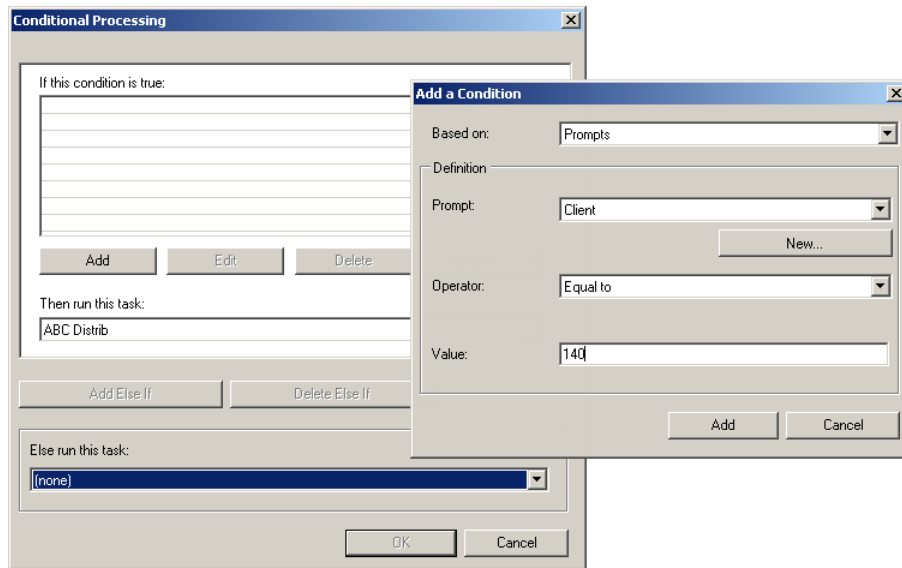 Conditional Processing
If this condition is true:
Add Edit Delete
Then run this task:
ABC Distrib
Add Else If Delete Else If
Else run this task:
(none)
OK Cancel
Add a Condition
Based on: Prompts
Definition
Prompt: Client
New...
Operator: Equal to
Value: 140
Add Cancel